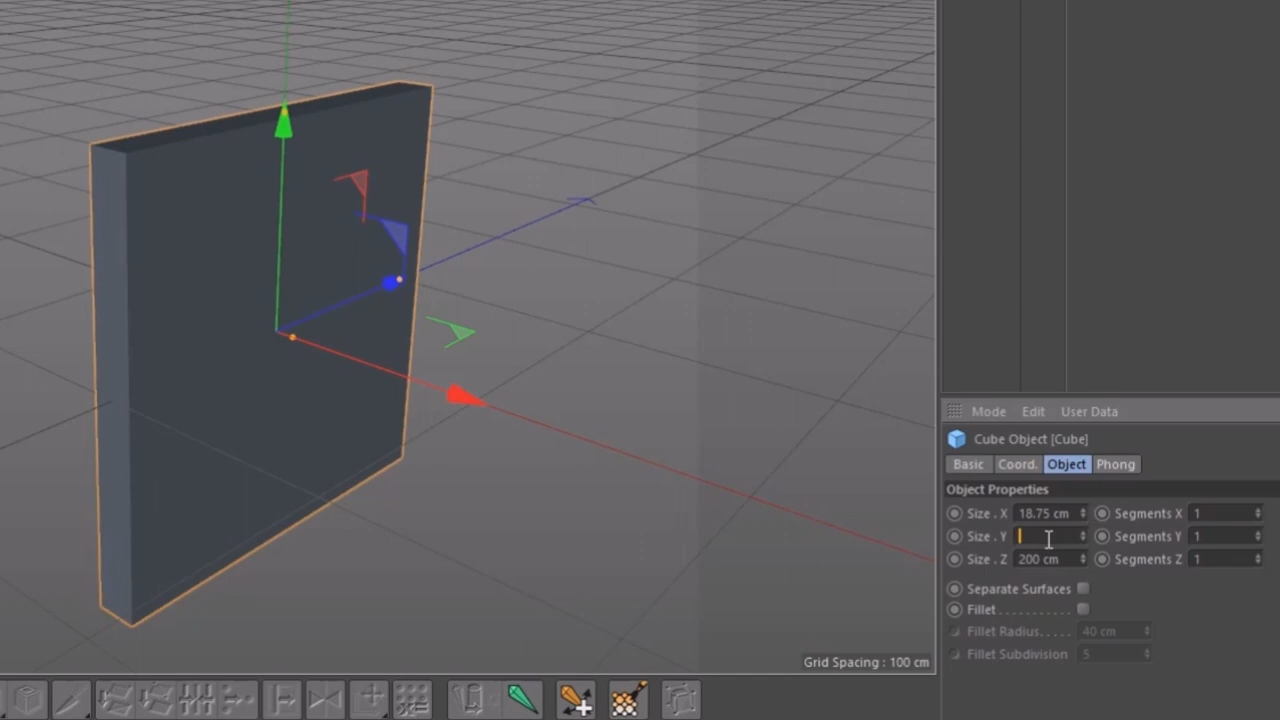 Mode Edit User Data
Cube Object [Cube]
Basic Coord. Object Phong
Object Properties
Size . X 18.75 cm Segments X 1
Size . Y Segments Y 1
Size . Z 200 cm Segments Z 1
Separate Surfaces
Fillet . . . . . . . . . . .
Fillet Radius. . . . . 40 cm
Fillet Subdivision 5
Grid Spacing : 100 cm